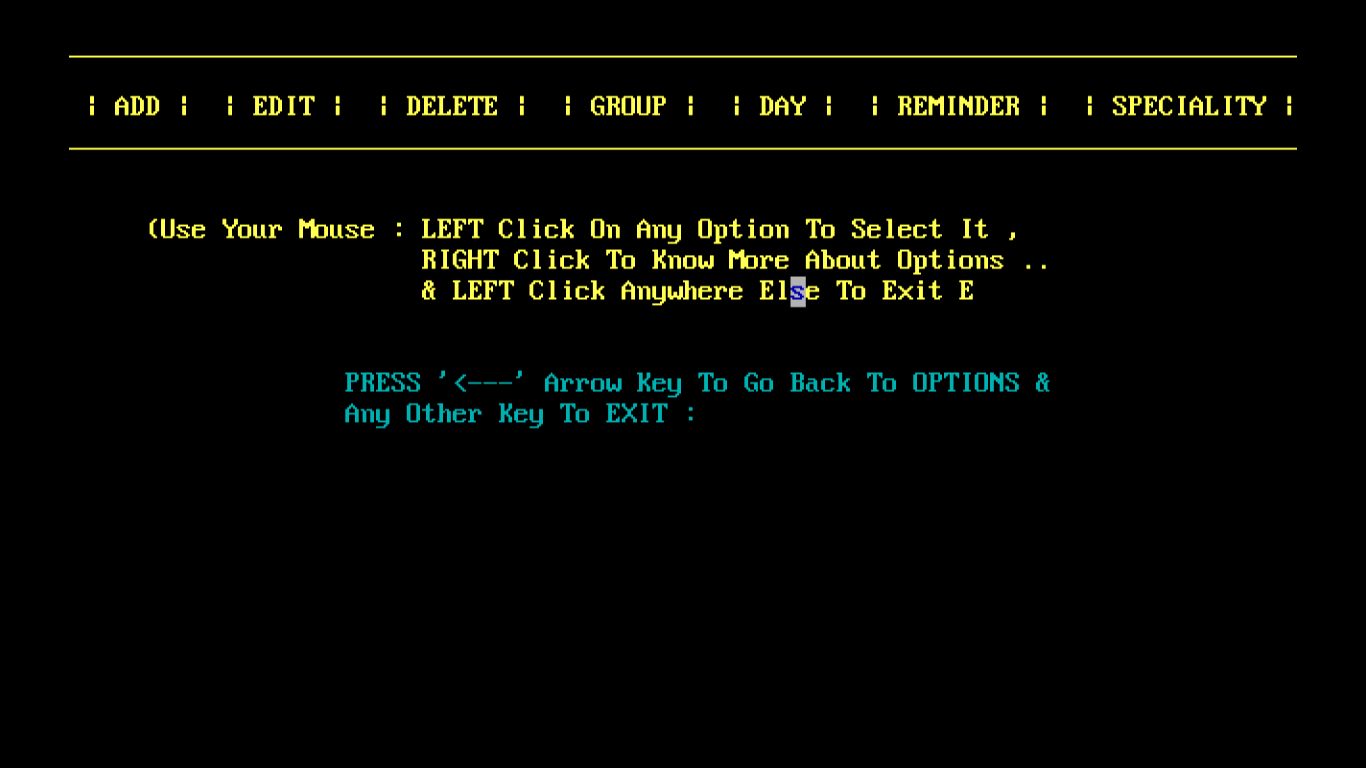 ¦ ADD ¦ ¦ EDIT ¦ ¦ DELETE ¦ ¦ GROUP ¦ ¦ DAY ¦ ¦ REMINDER ¦ ¦ SPECIALITY ¦
(Use Your Mouse : LEFT Click On Any Option To Select It ,
RIGHT Click To Know More About Options ..
& LEFT Click Anywhere Else To Exit E
PRESS '<---' Arrow Key To Go Back To OPTIONS &
Any Other Key To EXIT :